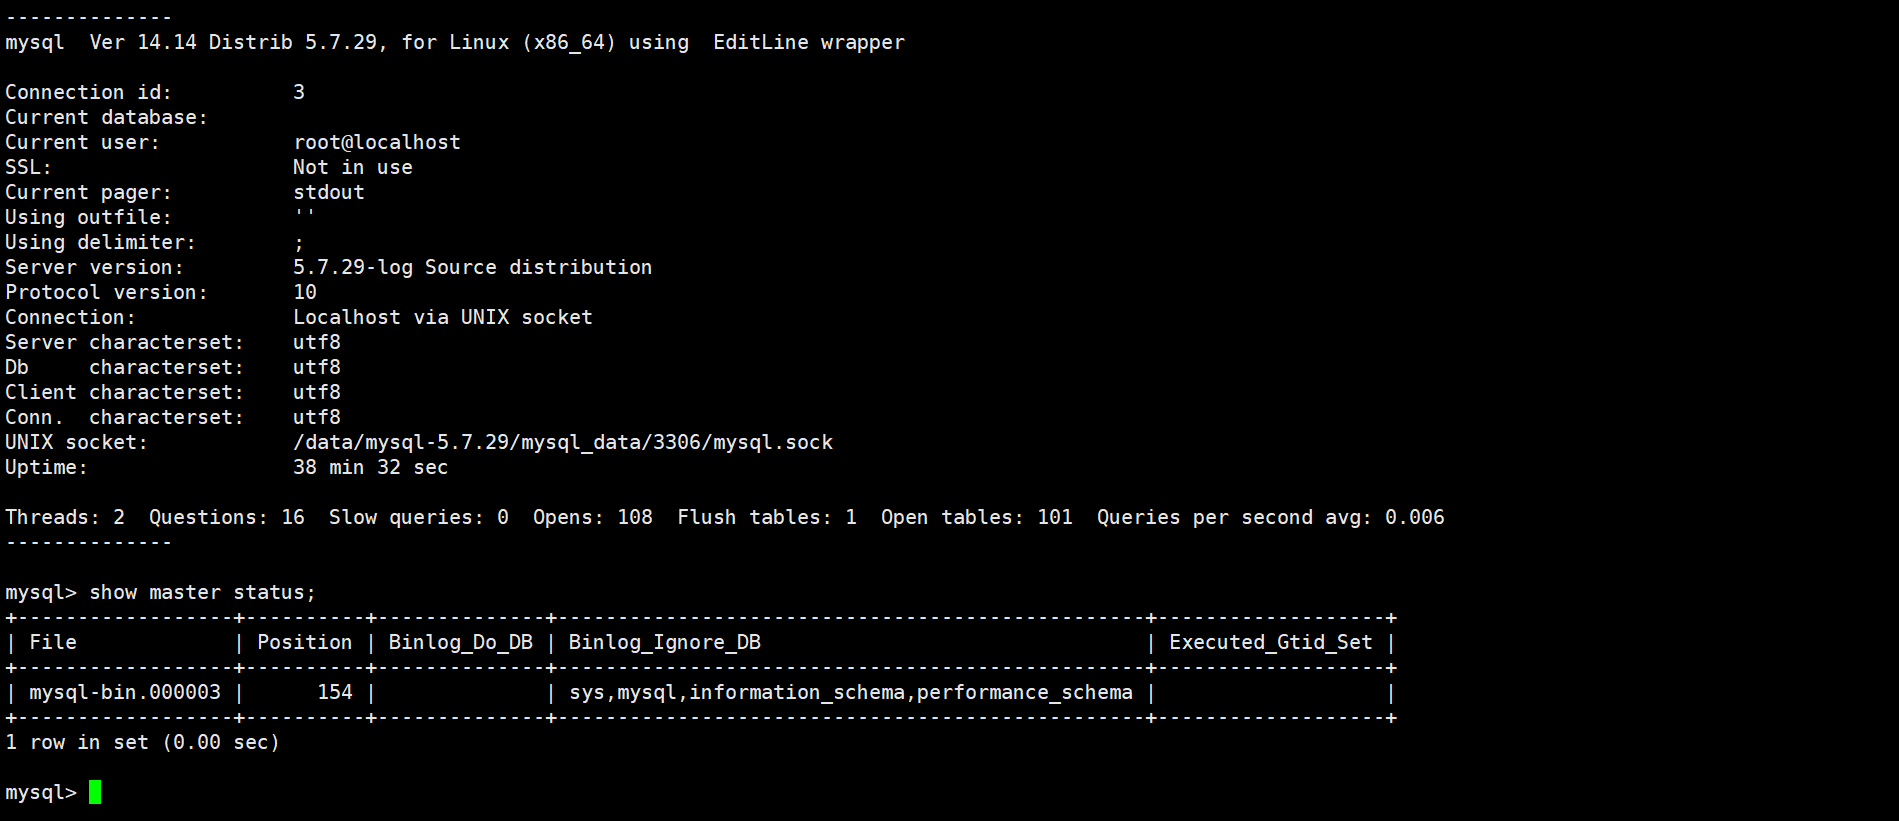 --------------
mysql  Ver 14.14 Distrib 5.7.29, for Linux (x86_64) using  EditLine wrapper
Connection id:          3
Current database:
Current user:           root@localhost
SSL:                    Not in use
Current pager:          stdout
Using outfile:          ''
Using delimiter:        ;
Server version:         5.7.29-log Source distribution
Protocol version:       10
Connection:             Localhost via UNIX socket
Server characterset:    utf8
Db     characterset:    utf8
Client characterset:    utf8
Conn.  characterset:    utf8
UNIX socket:            /data/mysql-5.7.29/mysql_data/3306/mysql.sock
Uptime:                 38 min 32 sec
Threads: 2  Questions: 16  Slow queries: 0  Opens: 108  Flush tables: 1  Open tables: 101  Queries per second avg: 0.006
--------------
mysql> show master status;
+------------------+----------+--------------+-------------------------------------------------+-------------------+
| File             | Position | Binlog_Do_DB | Binlog_Ignore_DB                                | Executed_Gtid_Set |
+------------------+----------+--------------+-------------------------------------------------+-------------------+
| mysql-bin.000003 |      154 |              | sys,mysql,information_schema,performance_schema |                   |
+------------------+----------+--------------+-------------------------------------------------+-------------------+
1 row in set (0.00 sec)
mysql>